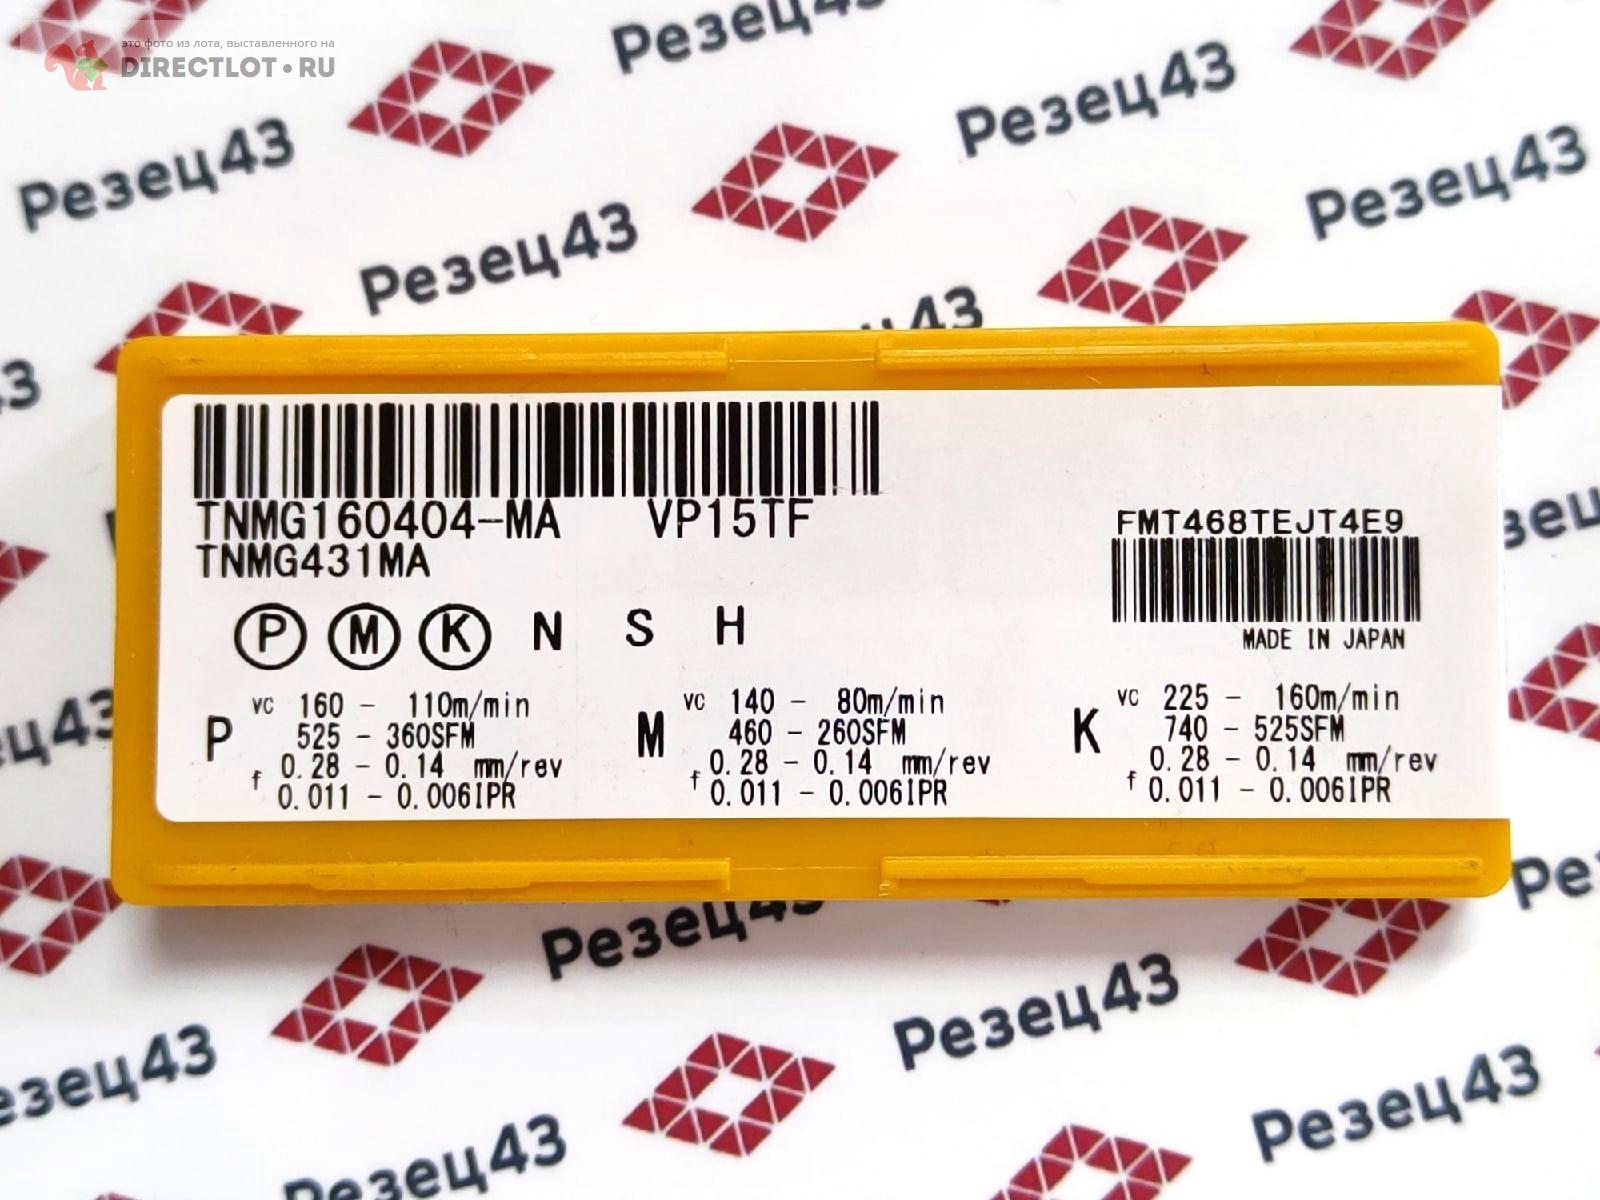 это фото из лота, выставленного на
DIRECTLOT•RU
Резец43
Резец43
Резец43
Резец43
Резец43
TNMG160404-MA VP15TF
TNMG431MA
FMT468TEJT4E9
MADE IN JAPAN
P M K N S H
P vc 160 - 110m/min
525 - 360SFM
f 0.28 - 0.14 mm/rev
0.011 - 0.006IPR
M vc 140 - 80m/min
460 - 260SFM
f 0.28 - 0.14 mm/rev
0.011 - 0.006IPR
K vc 225 - 160m/min
740 - 525SFM
f 0.28 - 0.14 mm/rev
0.011 - 0.006IPR
Резец43
Резец43
Резец43
Резец43